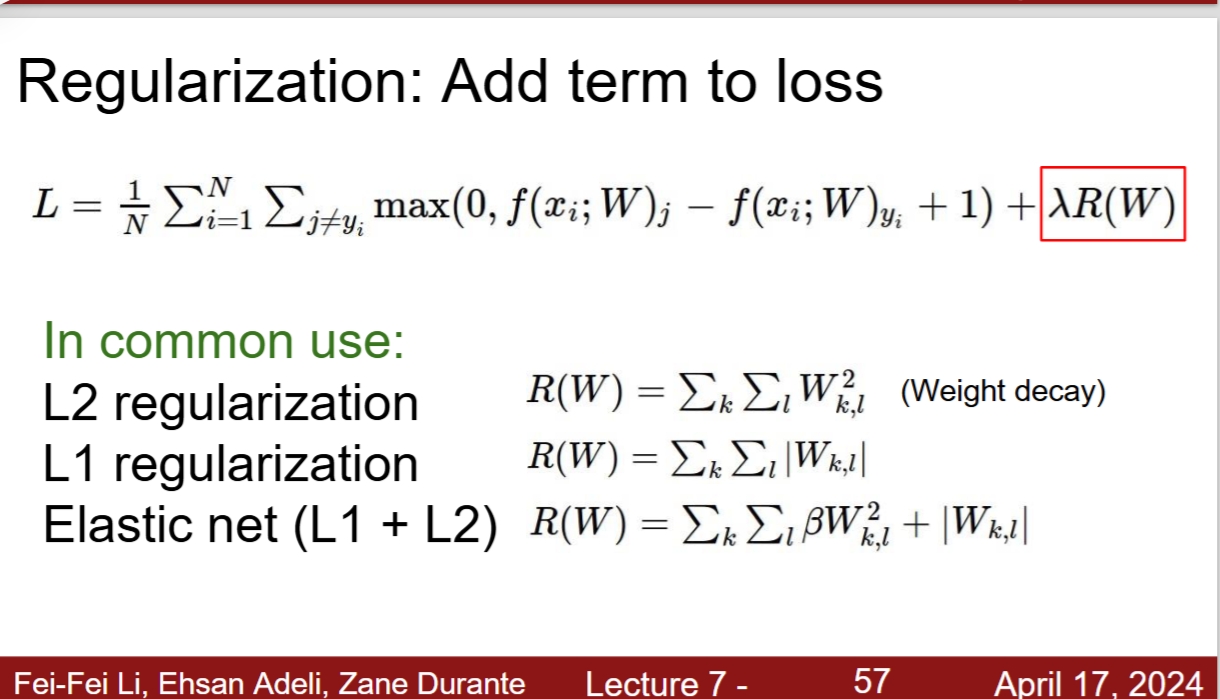 Regularization: Add term to loss
L = \frac{1}{N} \sum_{i=1}^{N} \sum_{j \neq y_i} \max(0, f(x_i; W)_j - f(x_i; W)_{y_i} + 1) + \lambda R(W)
In common use:
L2 regularization R(W) = \sum_k \sum_l W_{k,l}^2 (Weight decay)
L1 regularization R(W) = \sum_k \sum_l |W_{k,l}|
Elastic net (L1 + L2) R(W) = \sum_k \sum_l \beta W_{k,l}^2 + |W_{k,l}|
Fei-Fei Li, Ehsan Adeli, Zane Durante Lecture 7 - 57 April 17, 2024